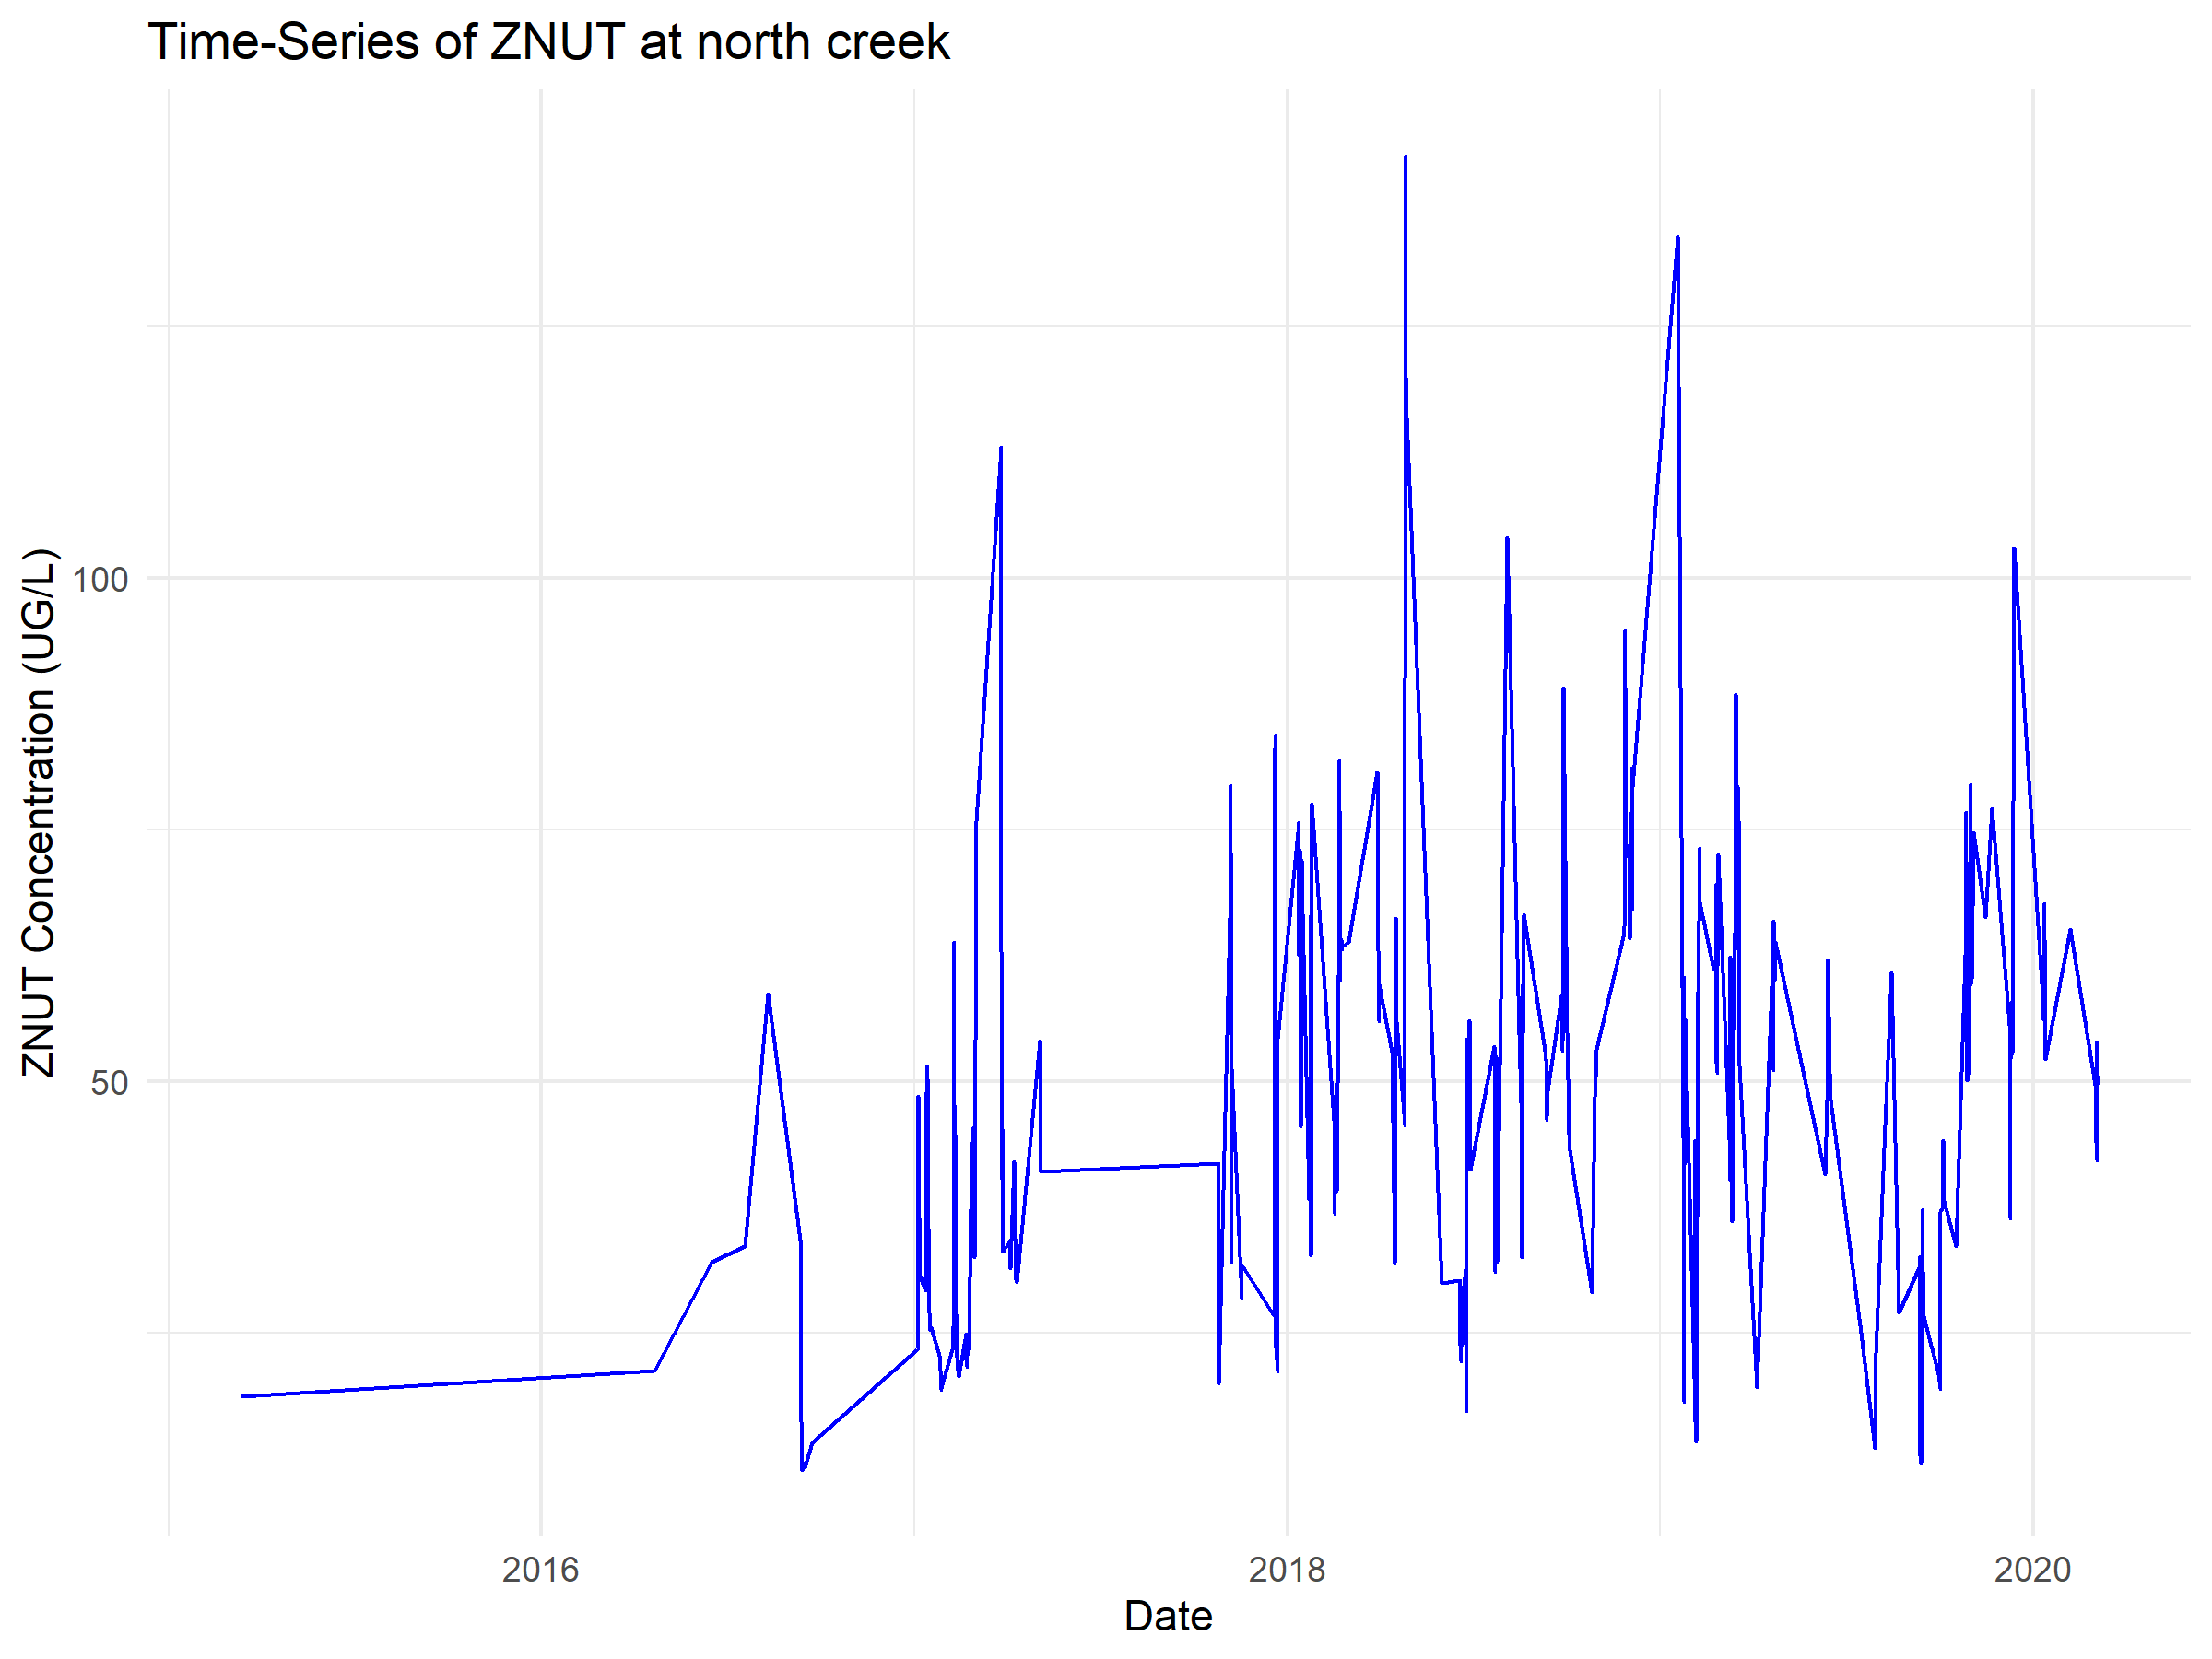 Time-Series of ZNUT at north creek
ZNUT Concentration (UG/L)
100
50
2016
2018
2020
Date